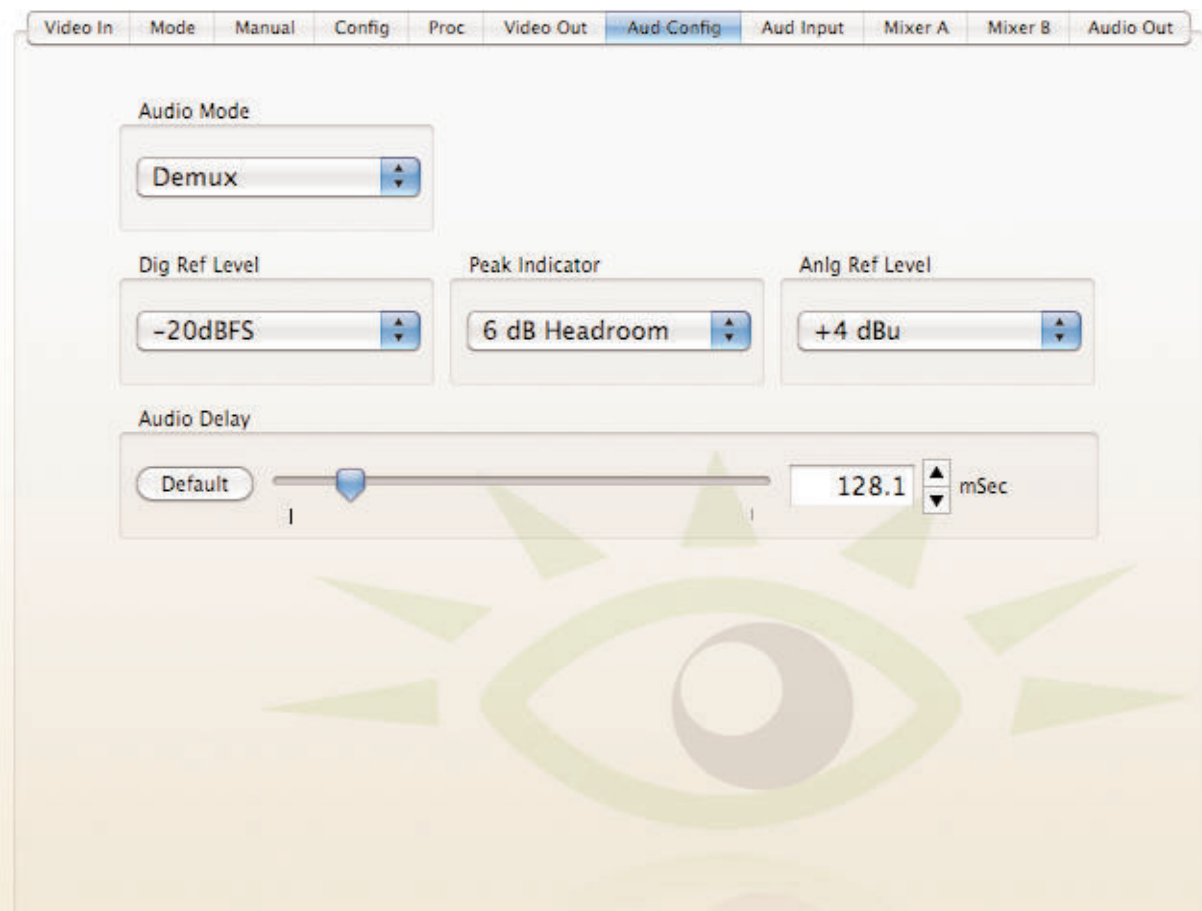 Video In Mode Manual Config Proc Video Out Aud Config Aud Input Mixer A Mixer B Audio Out
Audio Mode
Demux
Dig Ref Level Peak Indicator Anlg Ref Level
-20dBFS 6 dB Headroom +4 dBu
Audio Delay
Default 128.1 mSec